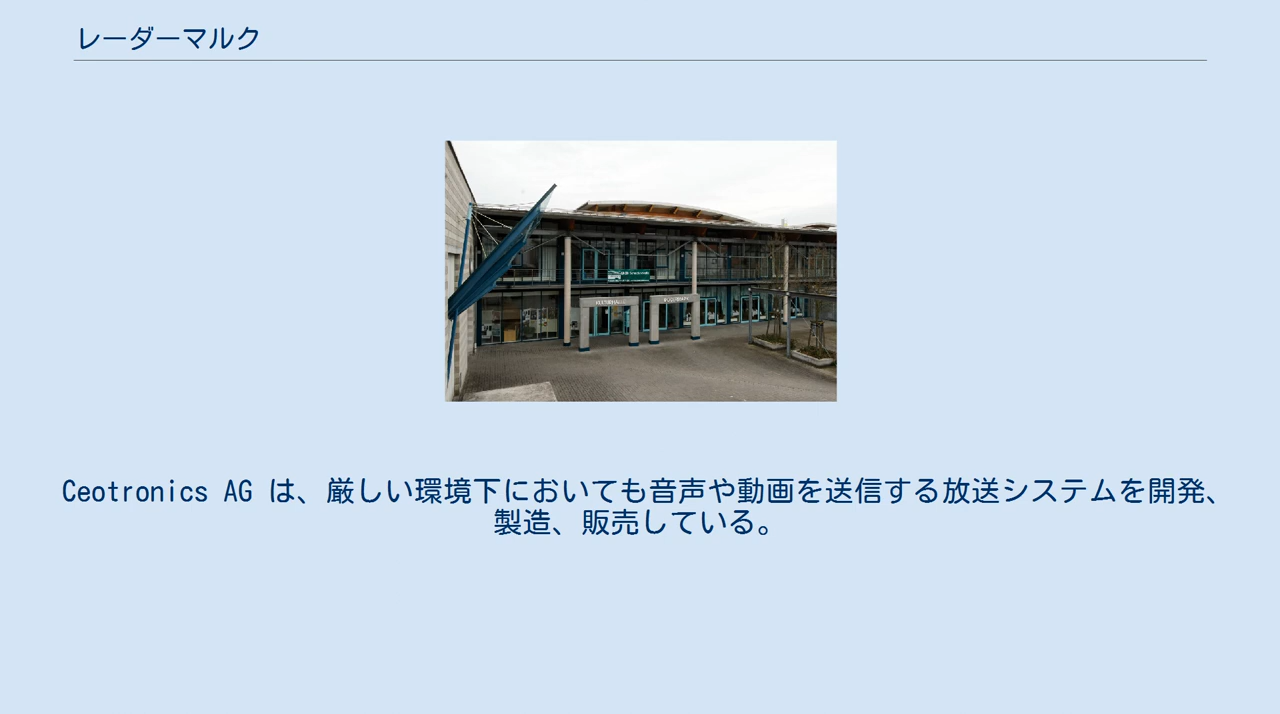 レーダーマルク
KULTURHALLE
Ceotronics AG は、厳しい環境下においても音声や動画を送信する放送システムを開発、
製造、販売している。